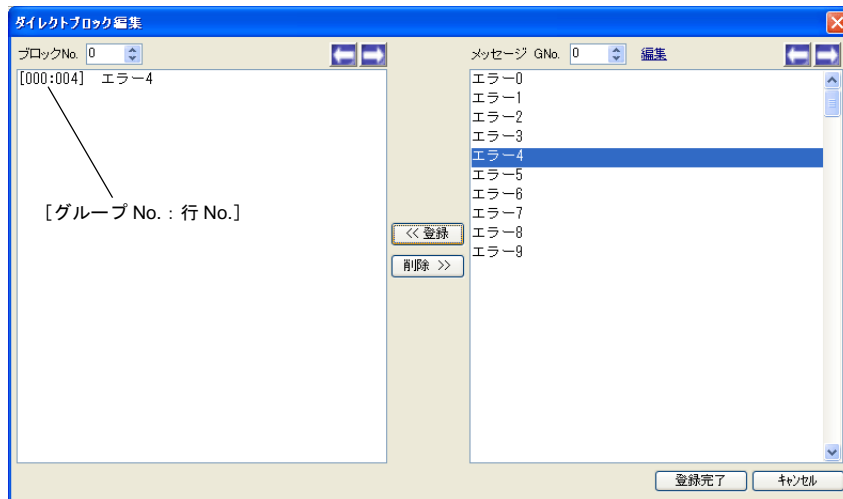 ダイレクトブロック編集
ブロックNo. 0
メッセージ GNo. 0 編集
[000:004] エラー4
[グループ No. : 行 No.]
エラー0
エラー1
エラー2
エラー3
エラー4
エラー5
エラー6
エラー7
エラー8
エラー9
<< 登録
削除 >>
登録完了
キャンセル